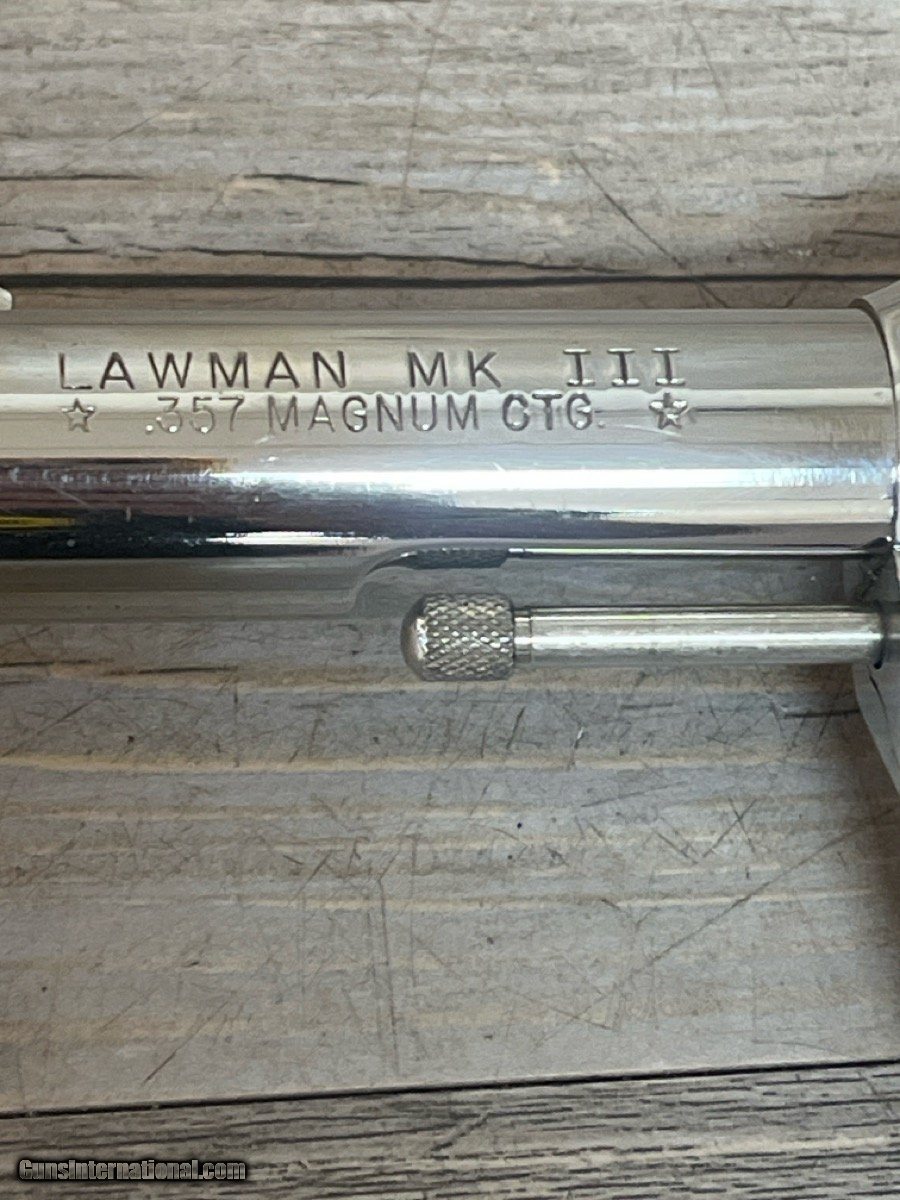 LAWMAN MK III
☆ .357 MAGNUM CTG. ☆
GunsInternational.com